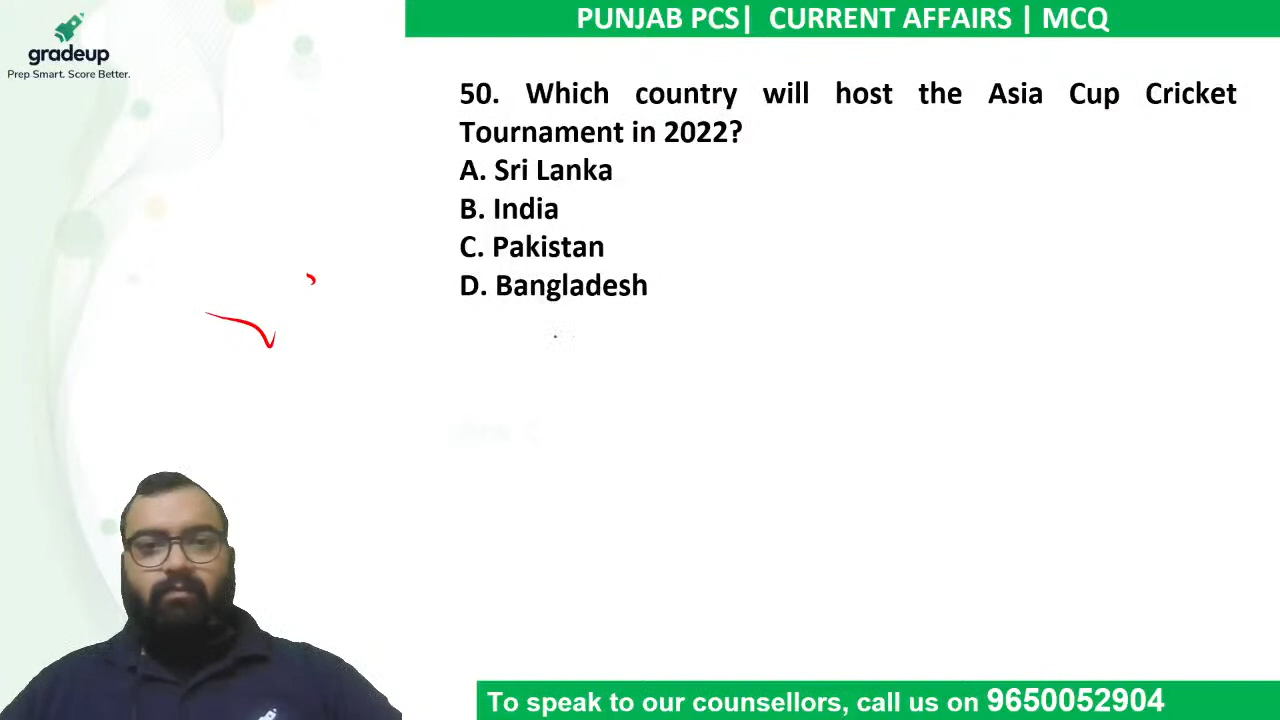 gradeup
Prep Smart. Score Better.
PUNJAB PCS| CURRENT AFFAIRS | MCQ
50. Which country will host the Asia Cup Cricket
Tournament in 2022?
A. Sri Lanka
B. India
C. Pakistan
D. Bangladesh
To speak to our counsellors, call us on 9650052904